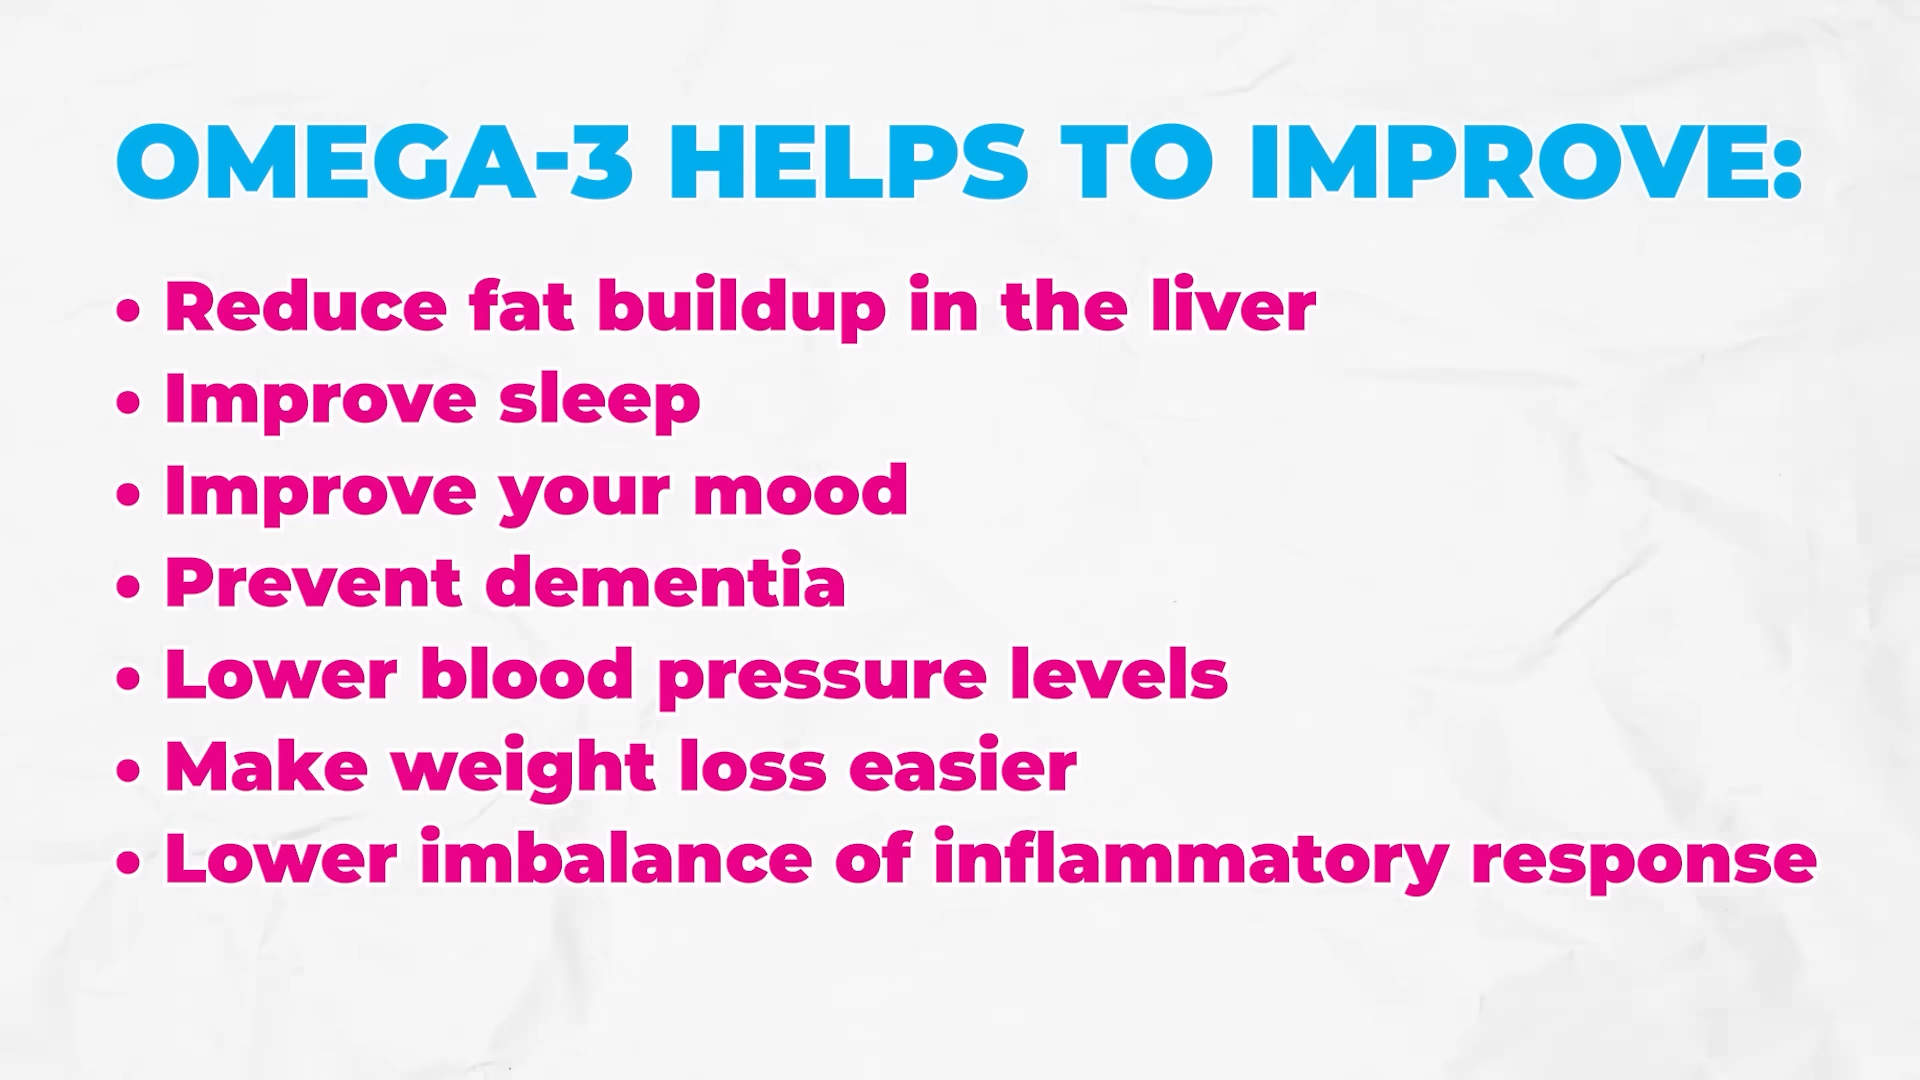 OMEGA-3 HELPS TO IMPROVE:
• Reduce fat buildup in the liver
• Improve sleep
• Improve your mood
• Prevent dementia
• Lower blood pressure levels
• Make weight loss easier
• Lower imbalance of inflammatory response